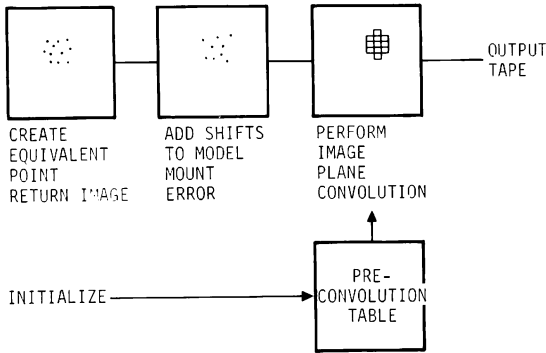 CREATE
EQUIVALENT
POINT
RETURN IMAGE
ADD SHIFTS
TO MODEL
MOUNT
ERROR
PERFORM
IMAGE
PLANE
CONVOLUTION
OUTPUT
TAPE
INITIALIZE
PRE-
CONVOLUTION
TABLE